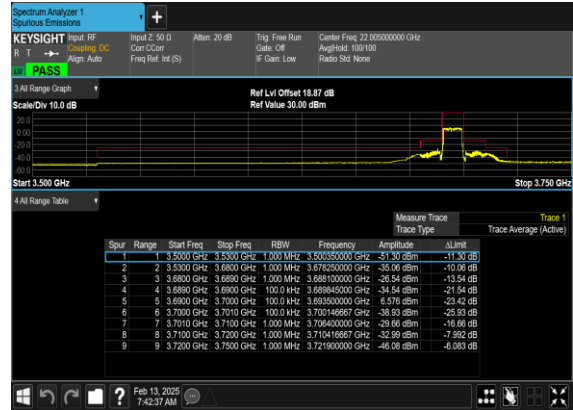 Spectrum Analyzer 1
Spurious Emissions
KEYSIGHT Input: RF Input Z: 50 Ω Atten: 20 dB Trig: Free Run Center Freq: 22.005000000 GHz
R T Coupling: DC Corr CCorr Gate: Off Avg|Hold: 100/100
Align: Auto Freq Ref: Int (S) IF Gain: Low Radio Std: None
PASS
3 All Range Graph Ref Lvl Offset 18.87 dB
Scale/Div 10.0 dB Ref Value 30.00 dBm
20.0
0.00
-20.0
-40.0
-60.0
Start 3.500 GHz Stop 3.750 GHz
4 All Range Table
Measure Trace Trace 1
Trace Type Trace Average (Active)
Spur Range Start Freq Stop Freq RBW Frequency Amplitude ΔLimit
1 1 3.5000 GHz 3.5300 GHz 1.000 MHz 3.500350000 GHz -51.30 dBm -11.30 dB
2 2 3.5300 GHz 3.6800 GHz 1.000 MHz 3.678250000 GHz -35.06 dBm -10.06 dB
3 3 3.6800 GHz 3.6890 GHz 1.000 MHz 3.688100000 GHz -26.54 dBm -13.54 dB
4 4 3.6890 GHz 3.6900 GHz 100.0 kHz 3.689845000 GHz -34.54 dBm -21.54 dB
5 5 3.6900 GHz 3.7000 GHz 100.0 kHz 3.693500000 GHz 6.576 dBm -23.42 dB
6 6 3.7000 GHz 3.7010 GHz 100.0 kHz 3.700146667 GHz -38.93 dBm -25.93 dB
7 7 3.7010 GHz 3.7100 GHz 1.000 MHz 3.706400000 GHz -29.66 dBm -16.66 dB
8 8 3.7100 GHz 3.7200 GHz 1.000 MHz 3.710416667 GHz -32.99 dBm -7.992 dB
9 9 3.7200 GHz 3.7500 GHz 1.000 MHz 3.721900000 GHz -46.08 dBm -6.083 dB
? Feb 13, 2025
7:42:37 AM